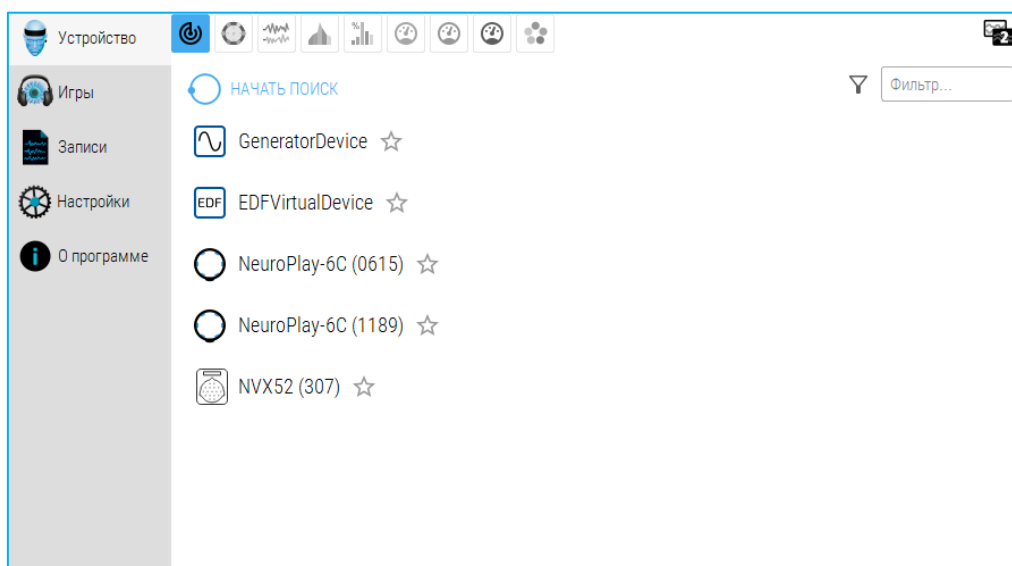 Устройство
Игры
Записи
Настройки
О программе
%
2
НАЧАТЬ ПОИСК
Фильтр...
GeneratorDevice
EDF EDFVirtualDevice
NeuroPlay-6C (0615)
NeuroPlay-6C (1189)
NVX52 (307)